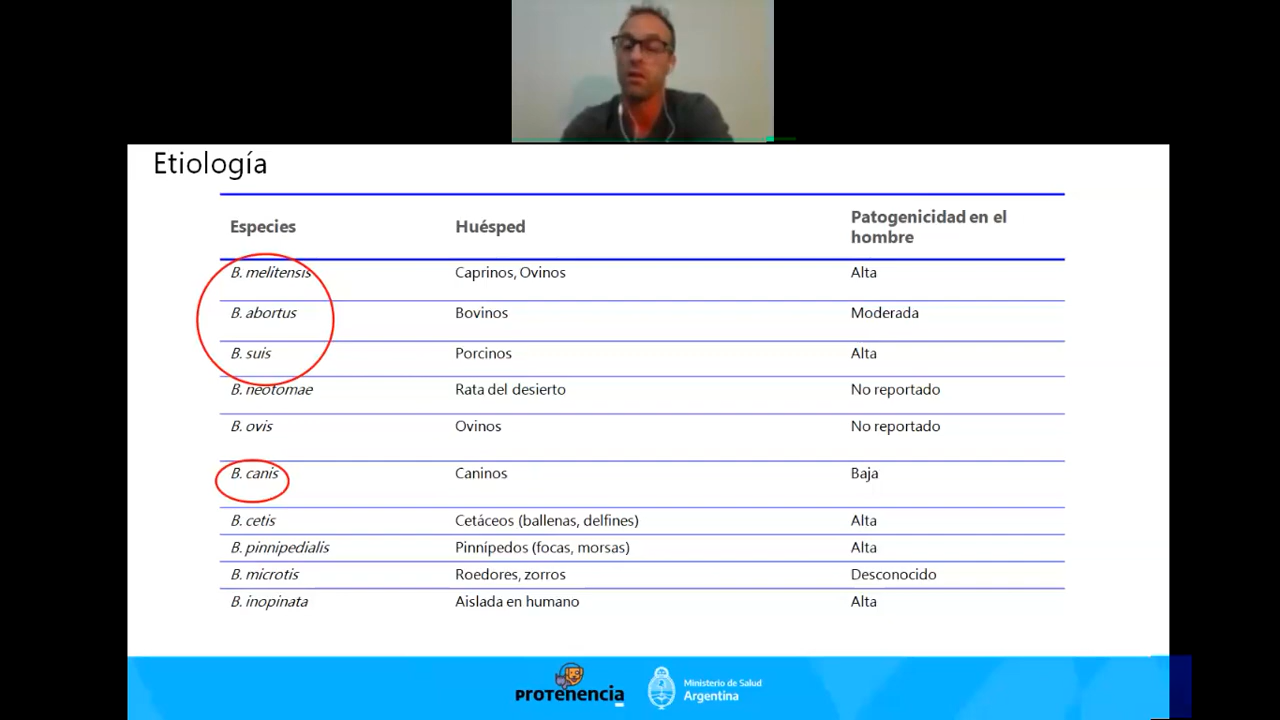 Etiología
Especies Huésped Patogenicidad en el hombre
B. melitensis Caprinos, Ovinos Alta
B. abortus Bovinos Moderada
B. suis Porcinos Alta
B. neotomae Rata del desierto No reportado
B. ovis Ovinos No reportado
B. canis Caninos Baja
B. cetis Cetáceos (ballenas, delfines) Alta
B. pinnipedialis Pinnípedos (focas, morsas) Alta
B. microtis Roedores, zorros Desconocido
B. inopinata Aislada en humano Alta
PROTENENCIA
Ministerio de Salud
Argentina